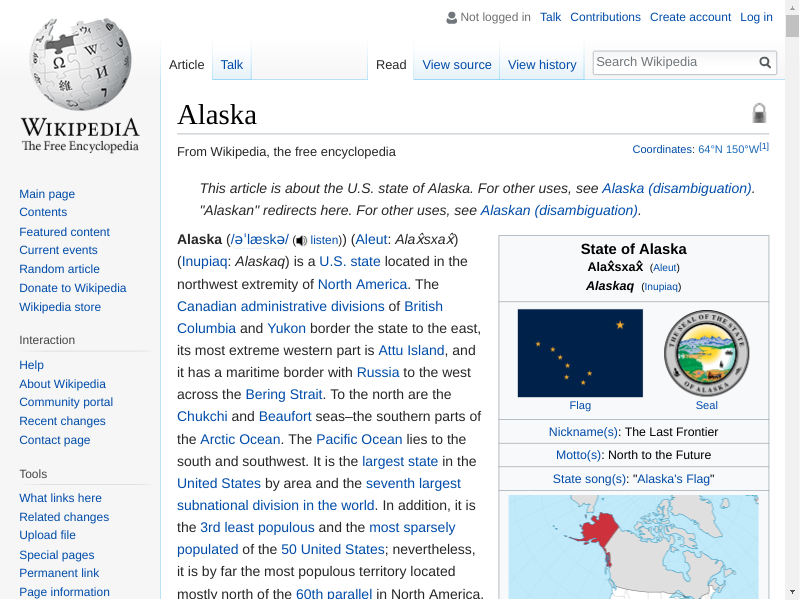 Not logged in Talk Contributions Create account Log in
Article Talk Read View source View history Search Wikipedia
WIKIPEDIA
The Free Encyclopedia
Main page
Contents
Featured content
Current events
Random article
Donate to Wikipedia
Wikipedia store
Interaction
Help
About Wikipedia
Community portal
Recent changes
Contact page
Tools
What links here
Related changes
Upload file
Special pages
Permanent link
Page information
Alaska
From Wikipedia, the free encyclopedia
Coordinates: 64°N 150°W[1]
This article is about the U.S. state of Alaska. For other uses, see Alaska (disambiguation).
"Alaskan" redirects here. For other uses, see Alaskan (disambiguation).
Alaska (/əˈlæskə/ (listen)) (Aleut: Alax̂sxax̂)
(Inupiaq: Alaskaq) is a U.S. state located in the
northwest extremity of North America. The
Canadian administrative divisions of British
Columbia and Yukon border the state to the east,
its most extreme western part is Attu Island, and
it has a maritime border with Russia to the west
across the Bering Strait. To the north are the
Chukchi and Beaufort seas–the southern parts of
the Arctic Ocean. The Pacific Ocean lies to the
south and southwest. It is the largest state in the
United States by area and the seventh largest
subnational division in the world. In addition, it is
the 3rd least populous and the most sparsely
populated of the 50 United States; nevertheless,
it is by far the most populous territory located
mostly north of the 60th parallel in North America.
State of Alaska
Alax̂sxax̂ (Aleut)
Alaskaq (Inupiaq)
THE SEAL OF THE STATE OF ALASKA
Flag Seal
Nickname(s): The Last Frontier
Motto(s): North to the Future
State song(s): "Alaska's Flag"